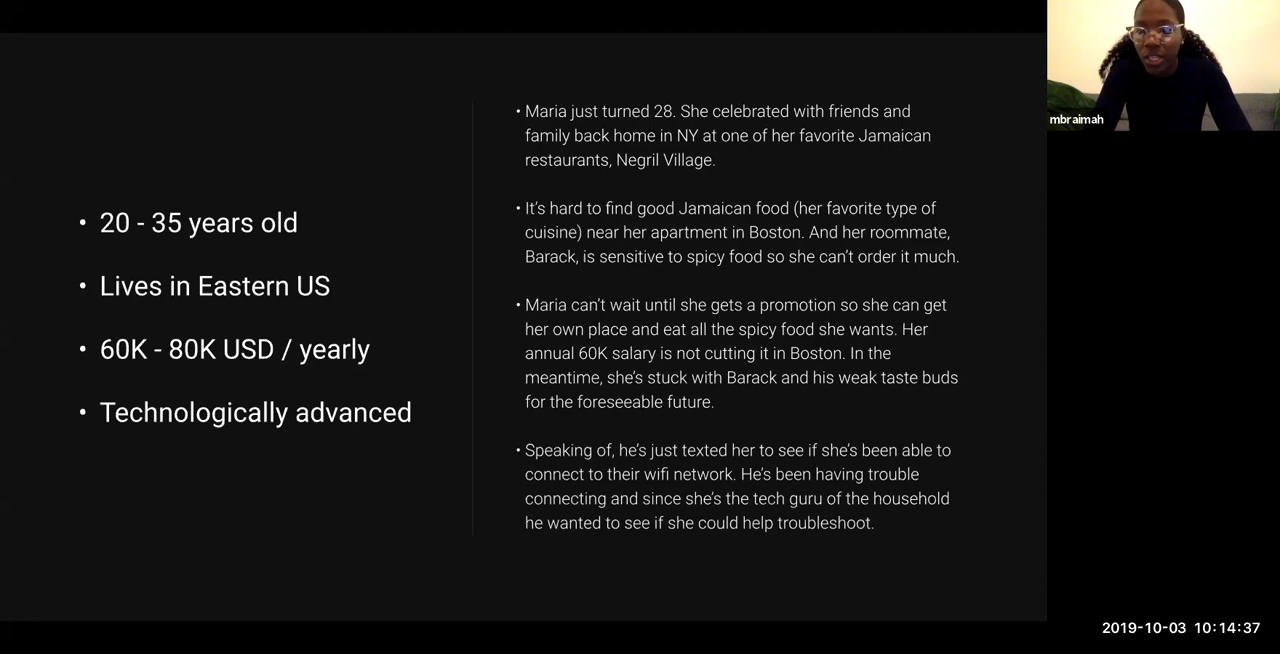 • 20 - 35 years old
• Lives in Eastern US
• 60K - 80K USD / yearly
• Technologically advanced
• Maria just turned 28. She celebrated with friends and
family back home in NY at one of her favorite Jamaican
restaurants, Negril Village.
• It’s hard to find good Jamaican food (her favorite type of
cuisine) near her apartment in Boston. And her roommate,
Barack, is sensitive to spicy food so she can’t order it much.
• Maria can’t wait until she gets a promotion so she can get
her own place and eat all the spicy food she wants. Her
annual 60K salary is not cutting it in Boston. In the
meantime, she’s stuck with Barack and his weak taste buds
for the foreseeable future.
• Speaking of, he’s just texted her to see if she’s been able to
connect to their wifi network. He’s been having trouble
connecting and since she’s the tech guru of the household
he wanted to see if she could help troubleshoot.
mbraimah
2019-10-03 10:14:37